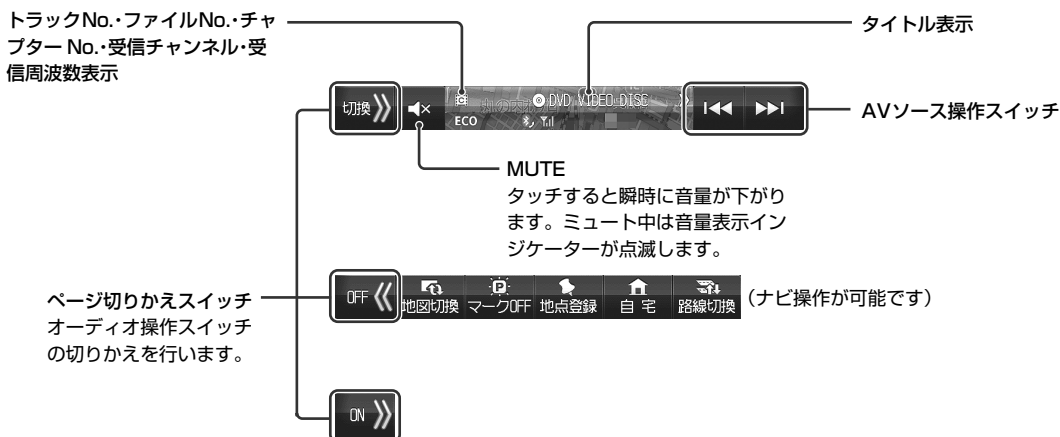 トラックNo.・ファイルNo.・チャ
プター No.・受信チャンネル・受
信周波数表示
タイトル表示
切換
DVD VIDEO DISC
ECO
AVソース操作スイッチ
MUTE
タッチすると瞬時に音量が下がり
ます。ミュート中は音量表示イン
ジケーターが点滅します。
ページ切りかえスイッチ
オーディオ操作スイッチ
の切りかえを行います。
OFF
地図切換
P
マークOFF
地点登録
自 宅
路線切換
(ナビ操作が可能です)
ON